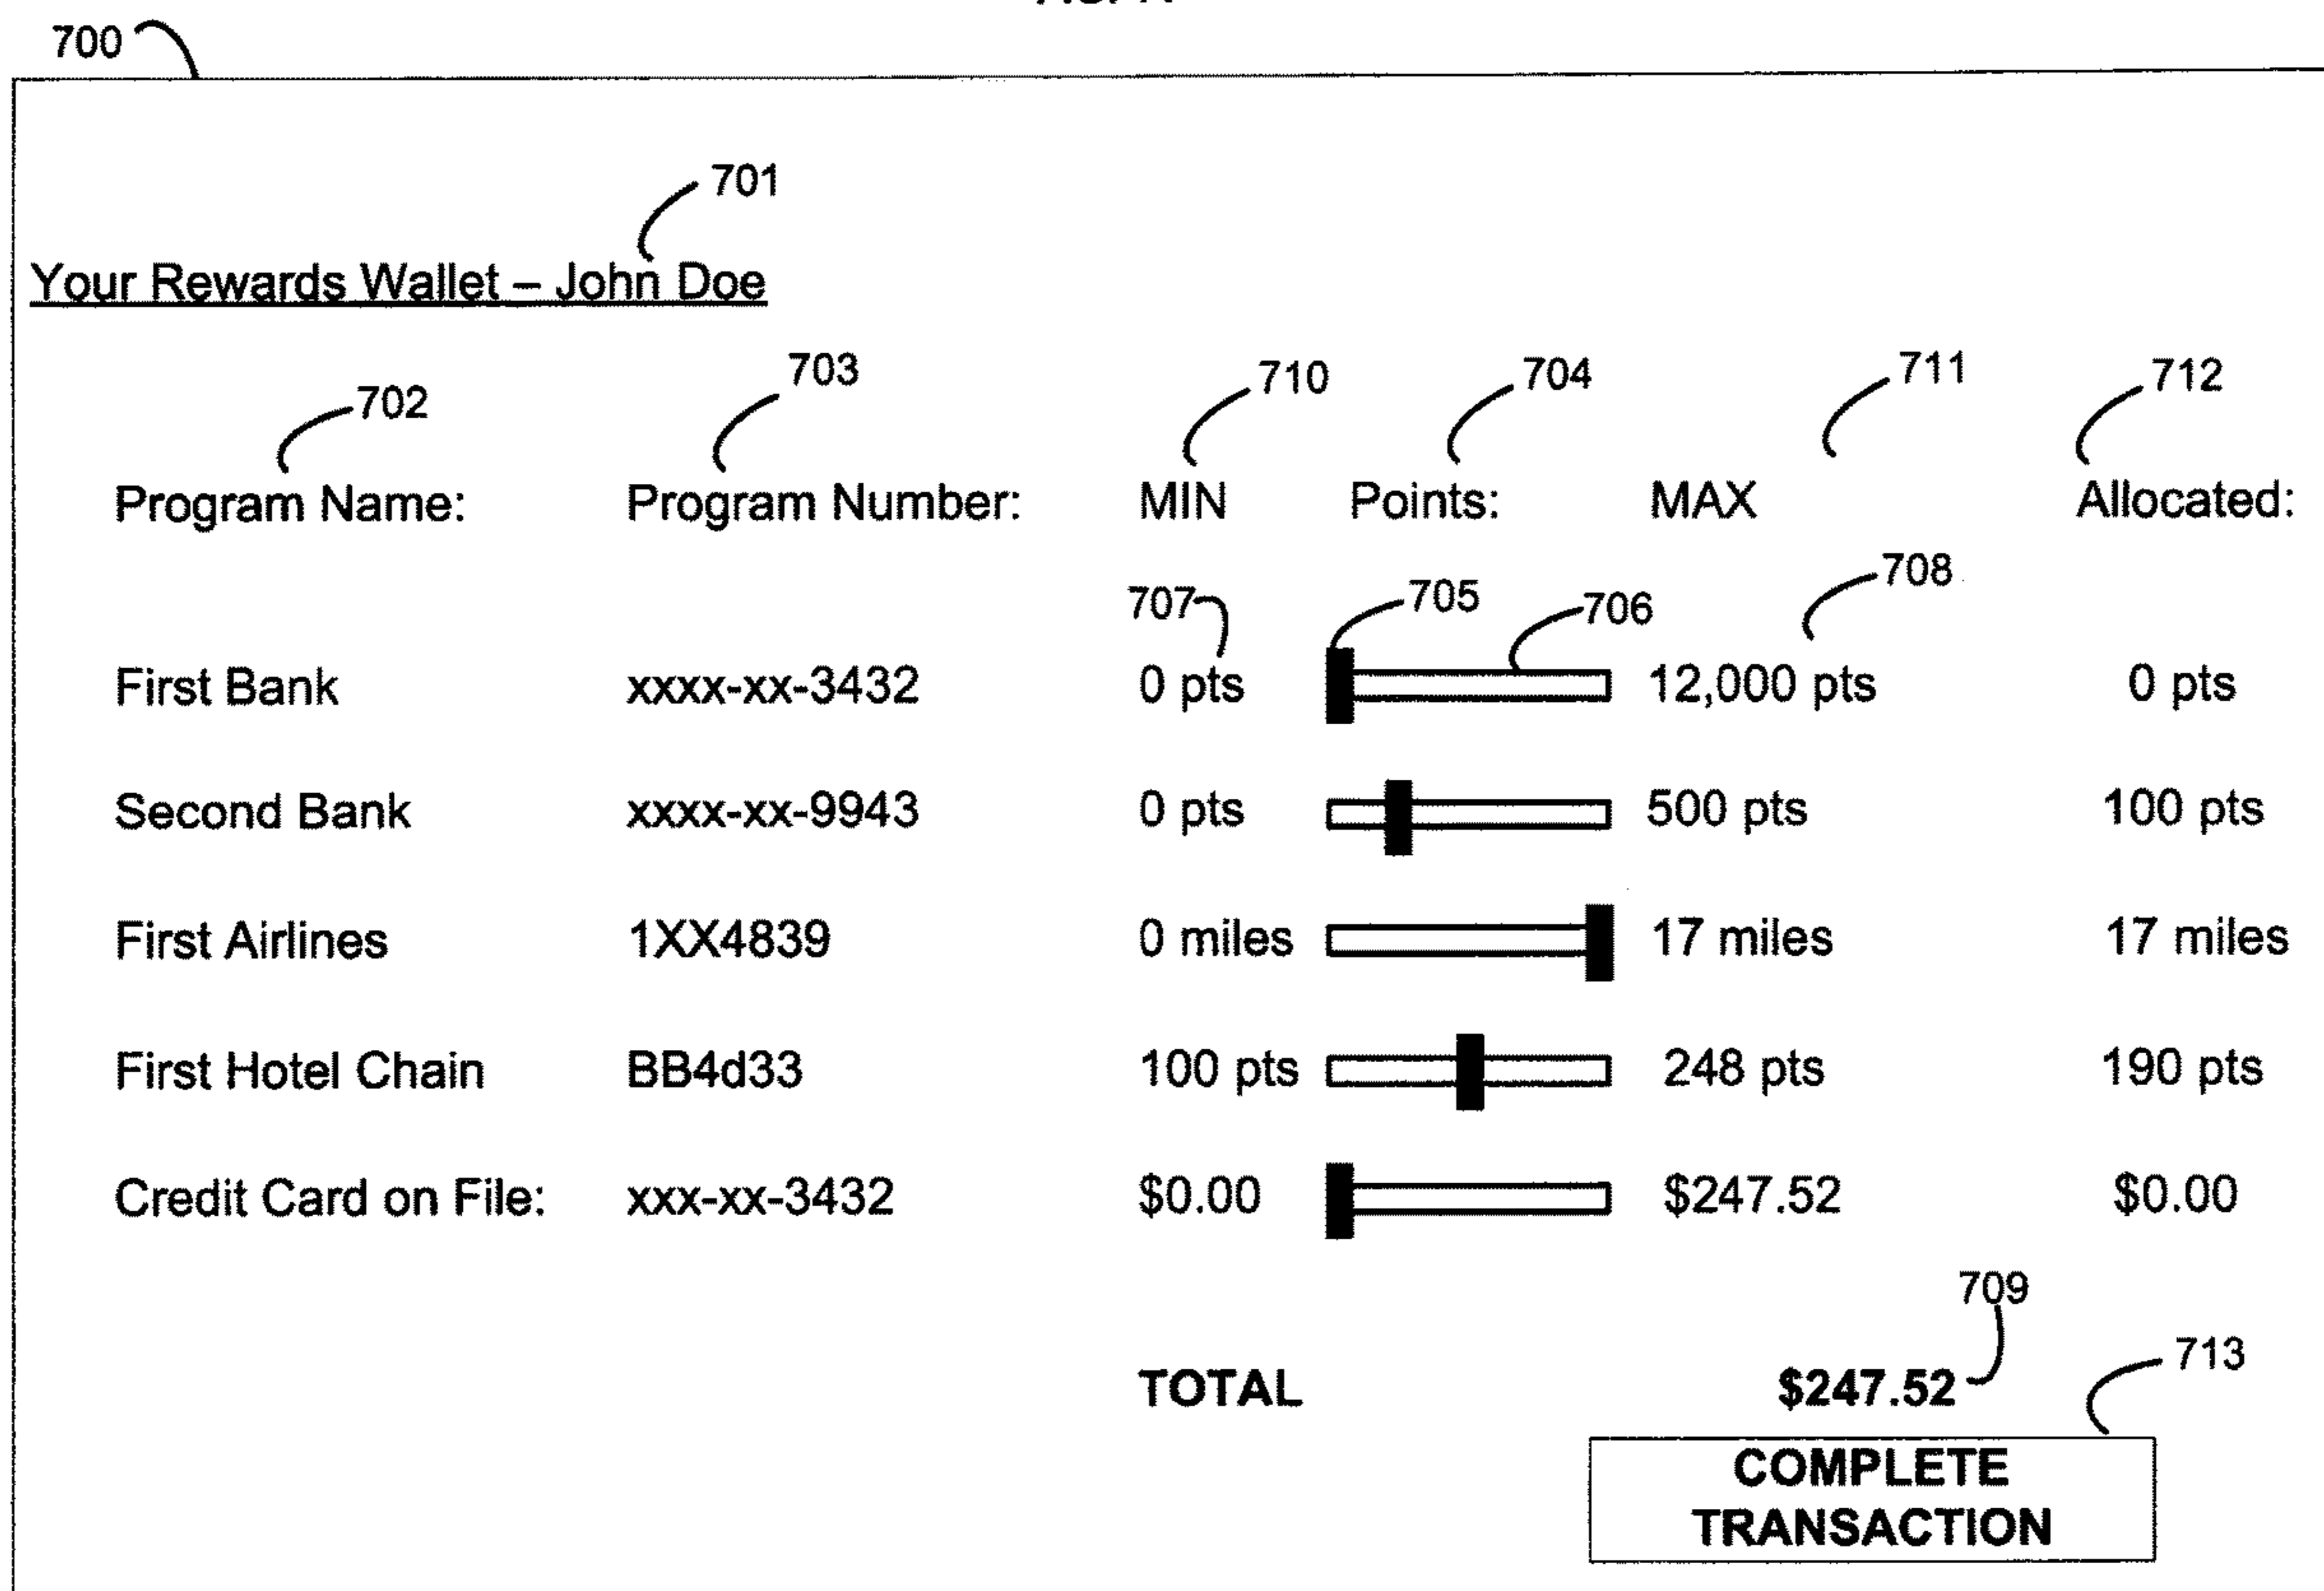 700
701
Your Rewards Wallet – John Doe
702 703 710 704 711 712
Program Name: Program Number: MIN Points: MAX Allocated:
707 705 706 708
First Bank xxxx-xx-3432 0 pts 12,000 pts 0 pts
Second Bank xxxx-xx-9943 0 pts 500 pts 100 pts
First Airlines 1XX4839 0 miles 17 miles 17 miles
First Hotel Chain BB4d33 100 pts 248 pts 190 pts
Credit Card on File: xxx-xx-3432 $0.00 $247.52 $0.00
709
TOTAL $247.52 713
COMPLETE
TRANSACTION